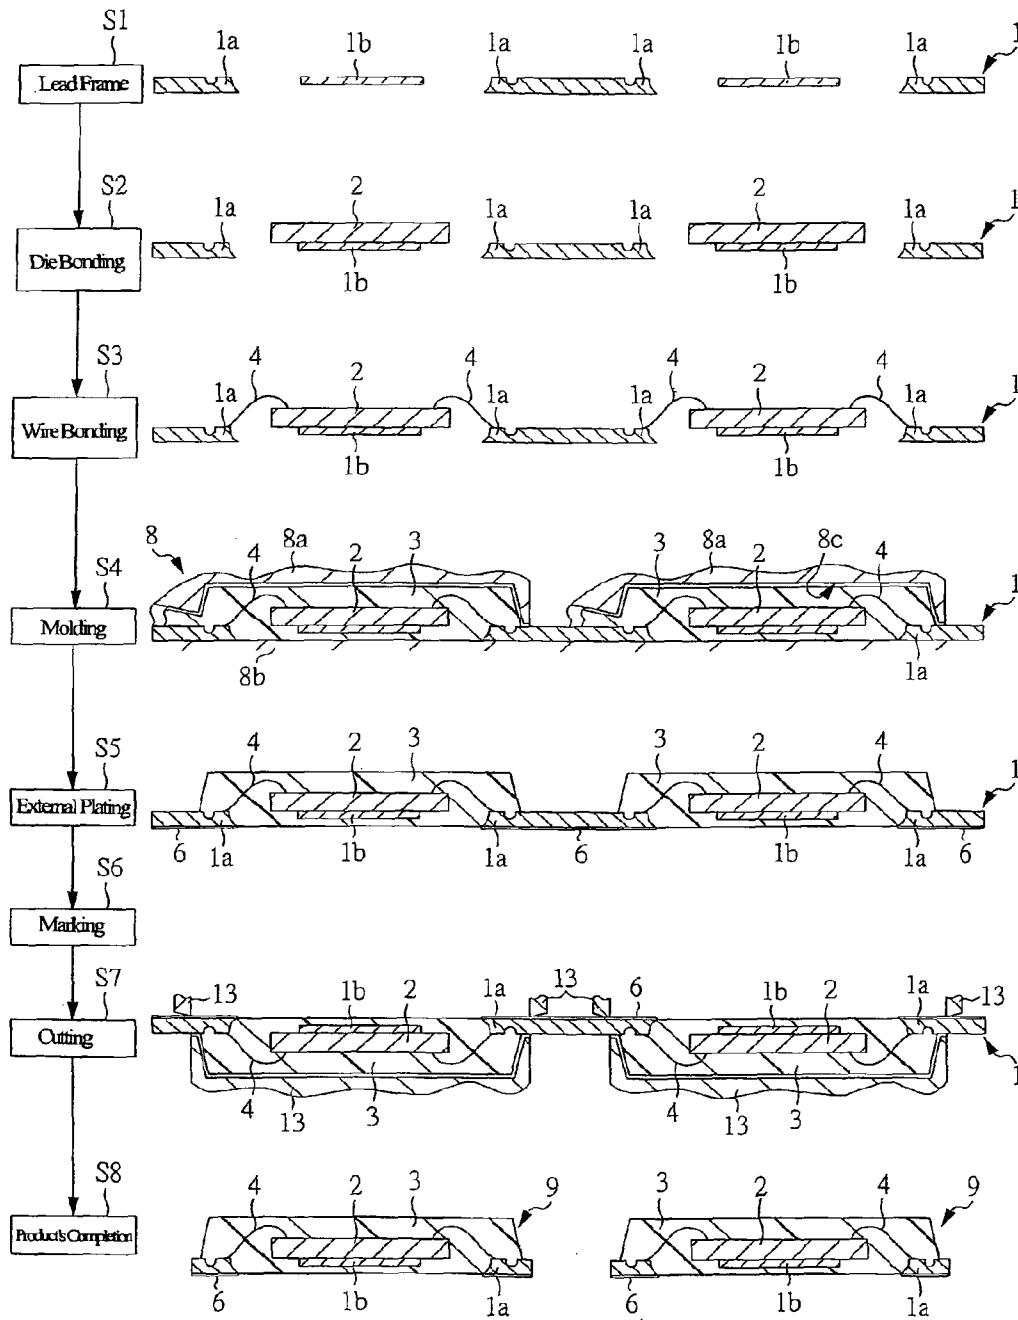 S1
1a 1b 1a 1a 1b 1a 1
Lead Frame
S2
1a 2 1a 1a 2 1a 1
Die Bonding
1b 1b
S3
4 4 4 4
1a 2 1a 1a 2 1a 1
Wire Bonding
1b 1b
S4
8 4 8a 2 3 3 8a 8c 2 4 1
Molding
8b 1a
S5
4 2 3 3 2 4 1
External Plating
6 1a 1b 1a 6 1b 1a 6
S6
Marking
S7
13 1b 2 1a 13 6 1b 2 1a 13
Cutting
4 13 3 4 13 3 1
S8
4 2 3 9 3 2 4 9
Product's Completion
6 1b 1a 6 1b 1a